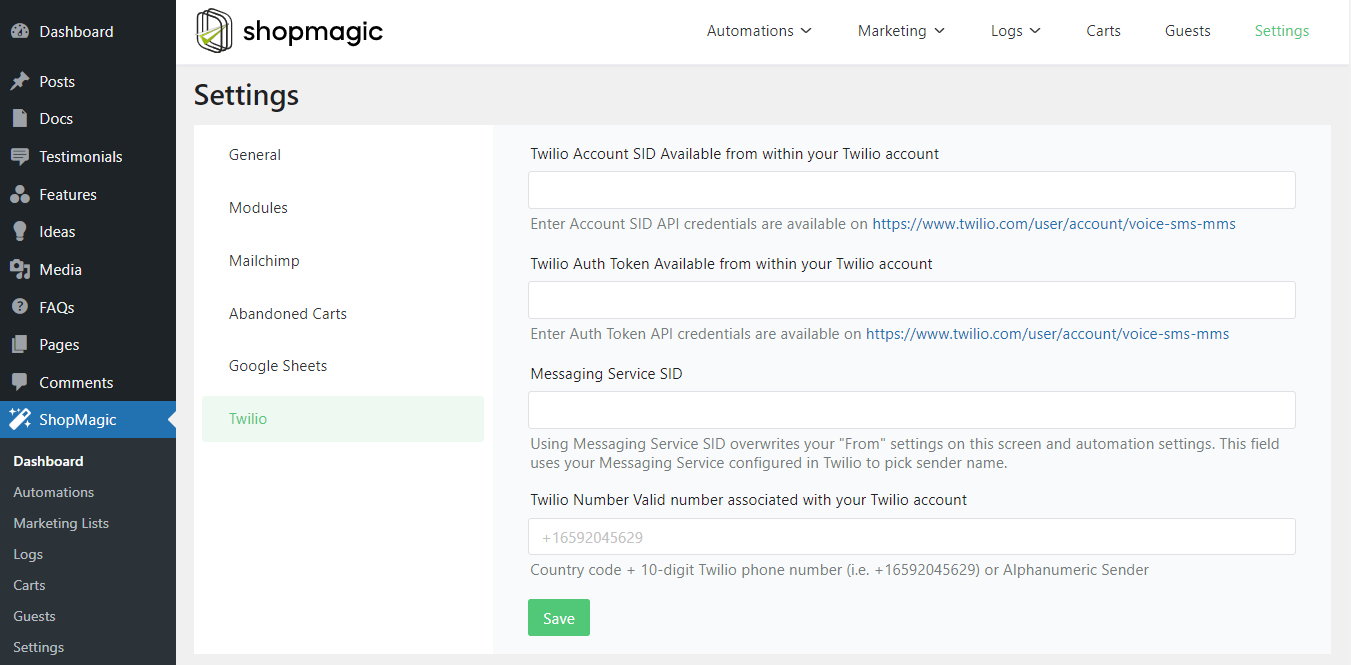 Dashboard
Posts
Docs
Testimonials
Features
Ideas
Media
FAQs
Pages
Comments
ShopMagic
Dashboard
Automations
Marketing Lists
Logs
Carts
Guests
Settings
shopmagic
Automations
Marketing
Logs
Carts
Guests
Settings
Settings
General
Modules
Mailchimp
Abandoned Carts
Google Sheets
Twilio
Twilio Account SID Available from within your Twilio account
Enter Account SID API credentials are available on https://www.twilio.com/user/account/voice-sms-mms
Twilio Auth Token Available from within your Twilio account
Enter Auth Token API credentials are available on https://www.twilio.com/user/account/voice-sms-mms
Messaging Service SID
Using Messaging Service SID overwrites your "From" settings on this screen and automation settings. This field
uses your Messaging Service configured in Twilio to pick sender name.
Twilio Number Valid number associated with your Twilio account
+16592045629
Country code + 10-digit Twilio phone number (i.e. +16592045629) or Alphanumeric Sender
Save